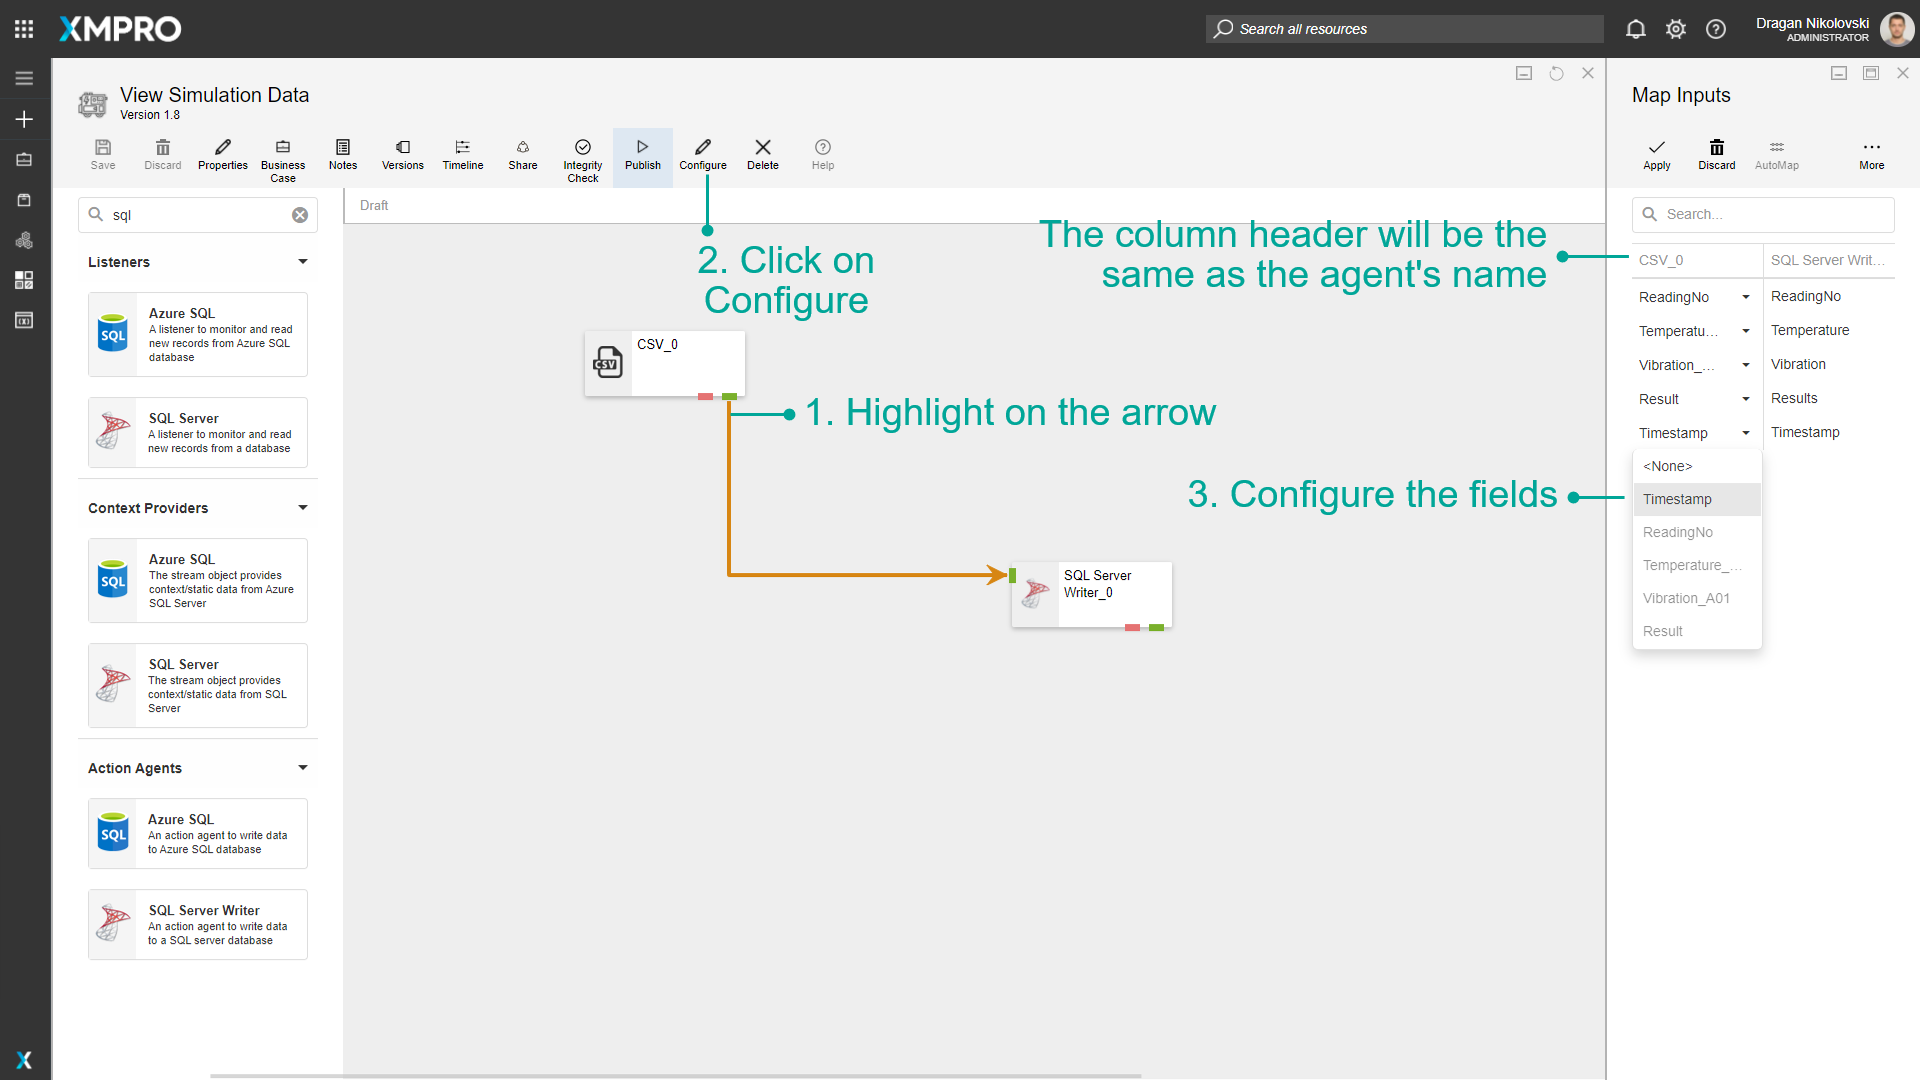 XMPRO
Search all resources
Dragan Nikolovski
ADMINISTRATOR
View Simulation Data
Version 1.8
Save
Discard
Properties
Business
Case
Notes
Versions
Timeline
Share
Integrity
Check
Publish
Configure
Delete
Help
sql
Listeners
SQL
Azure SQL
A listener to monitor and read
new records from Azure SQL
database
SQL Server
A listener to monitor and read
new records from a database
Context Providers
SQL
Azure SQL
The stream object provides
context/static data from Azure
SQL Server
SQL Server
The stream object provides
context/static data from SQL
Server
Action Agents
SQL
Azure SQL
An action agent to write data
to Azure SQL database
SQL Server Writer
An action agent to write data
to a SQL server database
Draft
2. Click on
Configure
The column header will be the
same as the agent's name
CSV
CSV_0
1. Highlight on the arrow
3. Configure the fields
SQL Server
Writer_0
Map Inputs
Apply
Discard
AutoMap
More
Search...
CSV_0
SQL Server Writ...
ReadingNo
ReadingNo
Temperatu...
Temperature
Vibration_...
Vibration
Result
Results
Timestamp
Timestamp
<None>
Timestamp
ReadingNo
Temperature_...
Vibration_A01
Result
X